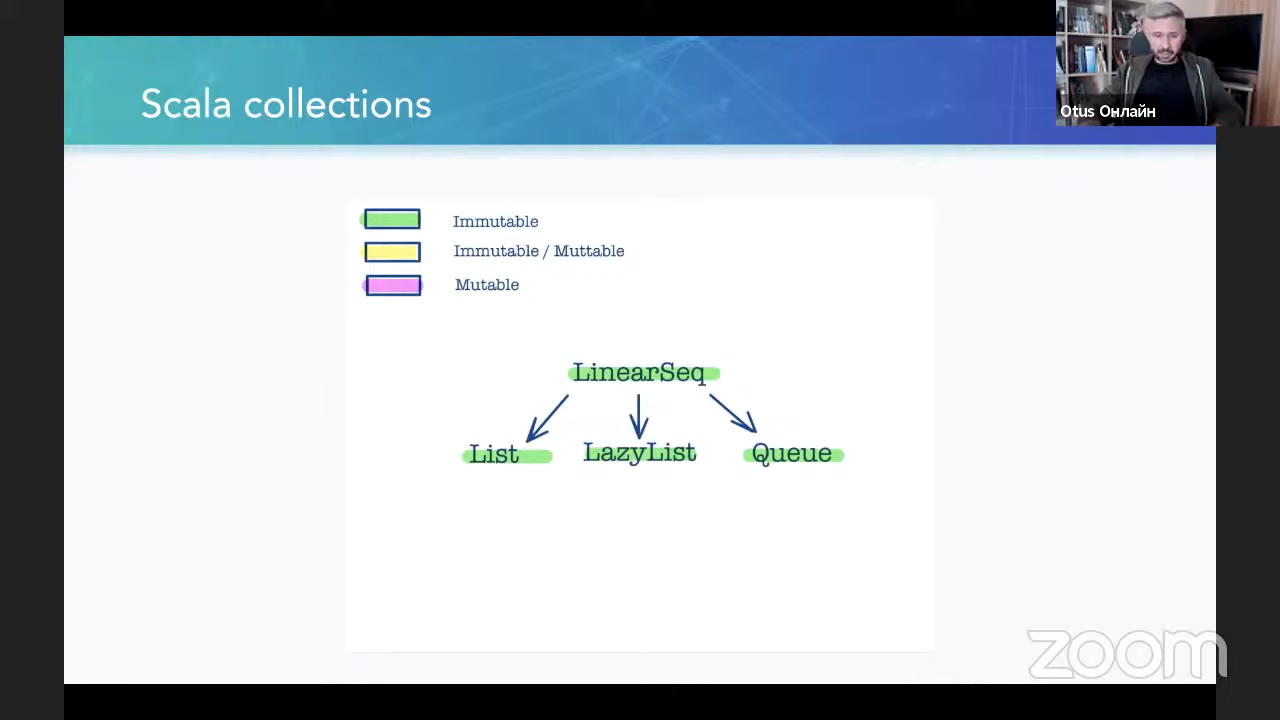 Scala collections
Otus Онлайн
Immutable
Immutable / Muttable
Mutable
LinearSeq
List LazyList Queue
zoom